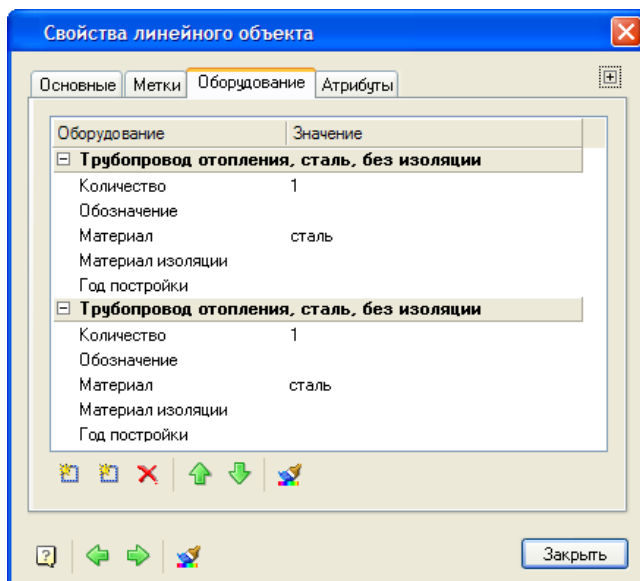 Свойства линейного объекта
Основные Метки Оборудование Атрибуты
Оборудование Значение
Трубопровод отопления, сталь, без изоляции
Количество 1
Обозначение
Материал сталь
Материал изоляции
Год постройки
Трубопровод отопления, сталь, без изоляции
Количество 1
Обозначение
Материал сталь
Материал изоляции
Год постройки
Закрыть